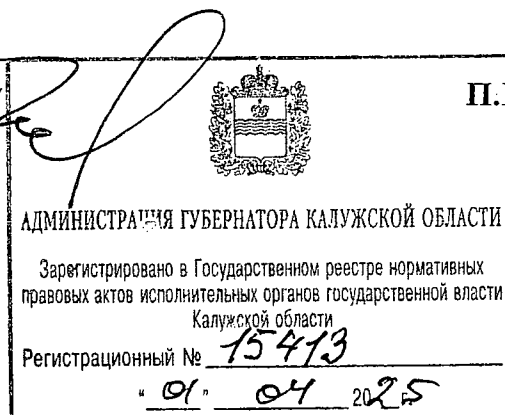 П.
АДМИНИСТРАЦИЯ ГУБЕРНАТОРА КАЛУЖСКОЙ ОБЛАСТИ
Зарегистрировано в Государственном реестре нормативных
правовых актов исполнительных органов государственной власти
Калужской области
Регистрационный № 15413
"01" 04 2025 г.